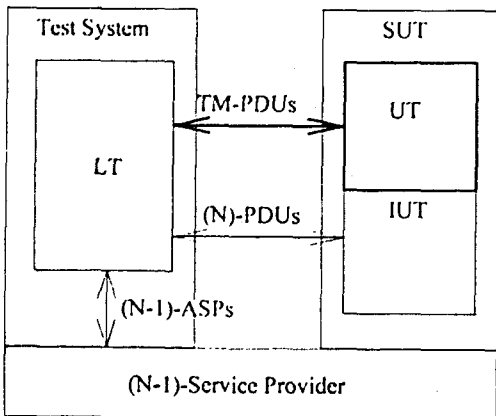 Test System
SUT
TM-PDUs
UT
LT
(N)-PDUs
IUT
(N-1)-ASPs
(N-1)-Service Provider